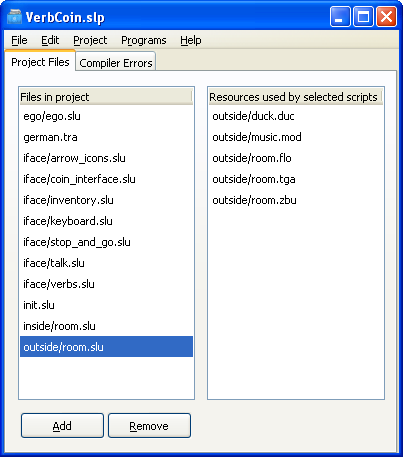 VerbCoin.slp
File Edit Project Programs Help
Project Files Compiler Errors
Files in project
ego/ego.slu
german.tra
iface/arrow_icons.slu
iface/coin_interface.slu
iface/inventory.slu
iface/keyboard.slu
iface/stop_and_go.slu
iface/talk.slu
iface/verbs.slu
init.slu
inside/room.slu
outside/room.slu
Resources used by selected scripts
outside/duck.duc
outside/music.mod
outside/room.flo
outside/room.tga
outside/room.zbu
Add Remove